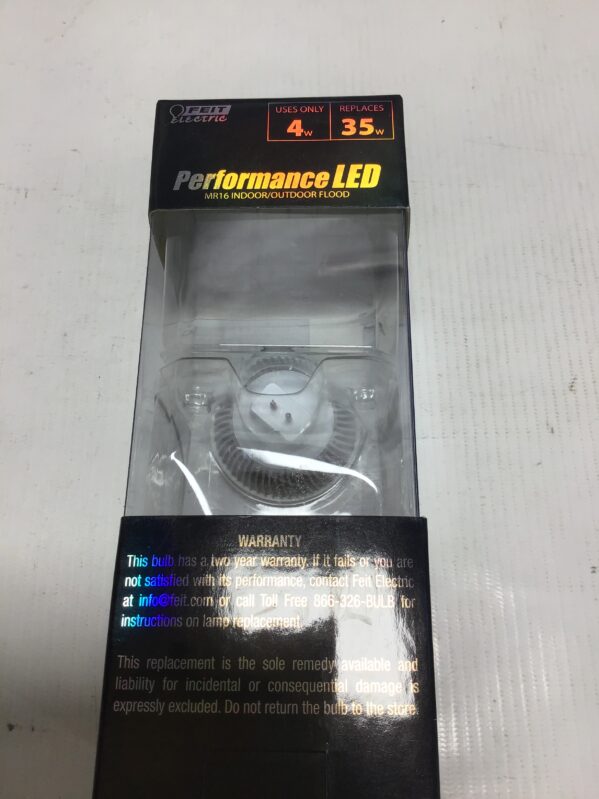 FEIT
electric
USES ONLY
4w
REPLACES
35w
Performance LED
MR16 INDOOR/OUTDOOR FLOOD
WARRANTY
This bulb has a two year warranty. If it fails or you are
not satisfied with its performance, contact Feit Electric
at info@feit.com or call Toll Free 866-326-BULB for
instructions on lamp replacement.
This replacement is the sole remedy available and
liability for incidental or consequential damage is
expressly excluded. Do not return the bulb to the store.